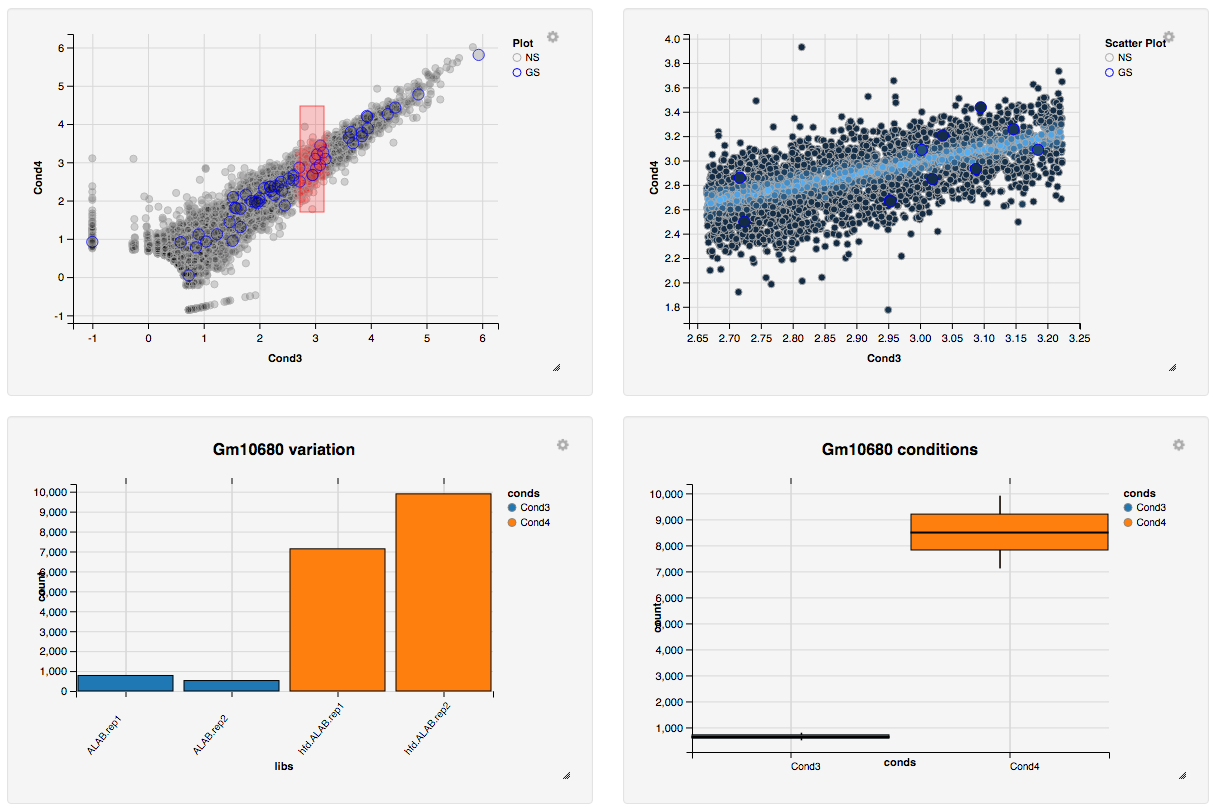 Plot
NS
GS
6
5
4
3
2
1
0
-1
Cond4
-1 0 1 2 3 4 5 6
Cond3
Scatter Plot
NS
GS
4.0
3.8
3.6
3.4
3.2
3.0
2.8
2.6
2.4
2.2
2.0
1.8
Cond4
2.65 2.70 2.75 2.80 2.85 2.90 2.95 3.00 3.05 3.10 3.15 3.20 3.25
Cond3
Gm10680 variation
conds
Cond3
Cond4
10,000
9,000
8,000
7,000
6,000
5,000
4,000
3,000
2,000
1,000
0
count
ALAB.rep1
ALAB.rep2
hfd.ALAB.rep1
hfd.ALAB.rep2
libs
Gm10680 conditions
conds
Cond3
Cond4
10,000
9,000
8,000
7,000
6,000
5,000
4,000
3,000
2,000
1,000
count
Cond3 Cond4
conds